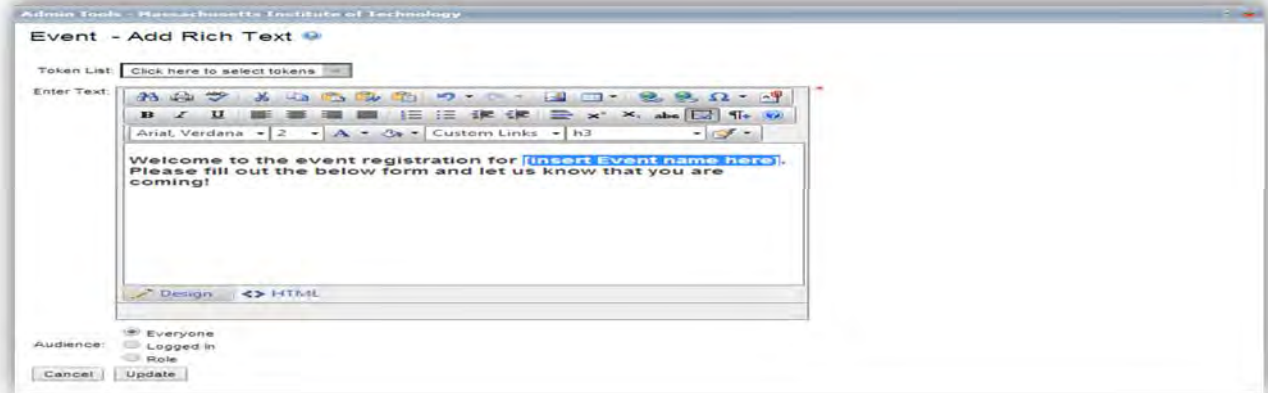 Admin Tools - Massachusetts Institute of Technology
Event - Add Rich Text
Token List: Click here to select tokens
Enter Text:
B I U abc
Arial, Verdana 2 A Custom Links h3
Welcome to the event registration for [insert Event name here].
Please fill out the below form and let us know that you are
coming!
Design <> HTML
Everyone
Audience: Logged in
Role
Cancel Update